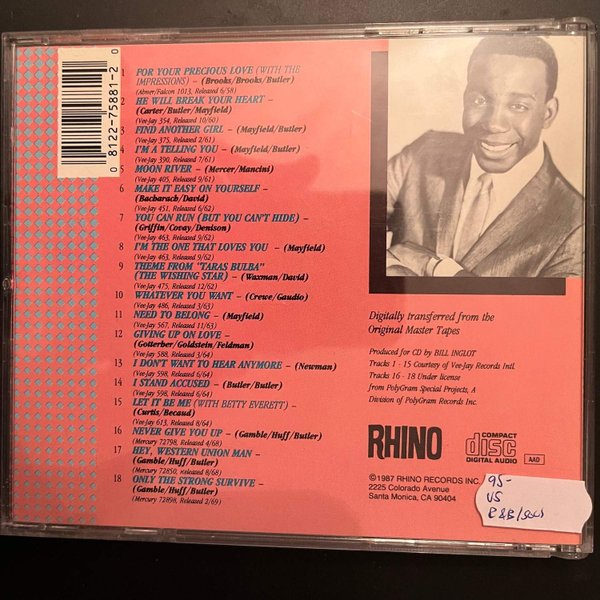 0 8122-75881-2 0
1 FOR YOUR PRECIOUS LOVE (WITH THE
IMPRESSIONS) – (Brooks/Brooks/Butler)
(Abner/Falcon 1013, Released 6/58)
2 HE WILL BREAK YOUR HEART –
(Carter/Butler/Mayfield)
(Vee-Jay 354, Released 10/60)
3 FIND ANOTHER GIRL – (Mayfield/Butler)
(Vee-Jay 375, Released 2/61)
4 I'M A TELLING YOU – (Mayfield/Butler)
(Vee-Jay 390, Released 7/61)
5 MOON RIVER – (Mercer/Mancini)
(Vee-Jay 405, Released 9/61)
6 MAKE IT EASY ON YOURSELF –
(Bacharach/David)
(Vee-Jay 451, Released 6/62)
7 YOU CAN RUN (BUT YOU CAN'T HIDE) –
(Griffin/Covay/Denison)
(Vee-Jay 463, Released 9/62)
8 I'M THE ONE THAT LOVES YOU – (Mayfield)
(Vee-Jay 463, Released 9/62)
9 THEME FROM "TARAS BULBA"
(THE WISHING STAR) – (Waxman/David)
(Vee-Jay 475, Released 12/62)
10 WHATEVER YOU WANT – (Crewe/Gaudio)
(Vee-Jay 486, Released 3/63)
11 NEED TO BELONG – (Mayfield)
(Vee-Jay 567, Released 11/63)
12 GIVING UP ON LOVE –
(Gotterber/Goldstein/Feldman)
(Vee-Jay 588, Released 3/64)
13 I DON'T WANT TO HEAR ANYMORE – (Newman)
(Vee-Jay 598, Released 6/64)
14 I STAND ACCUSED – (Butler/Butler)
(Vee-Jay 598, Released 6/64)
15 LET IT BE ME (WITH BETTY EVERETT) –
(Curtis/Becaud)
(Vee-Jay 613, Released 8/64)
16 NEVER GIVE YOU UP – (Gamble/Huff/Butler)
(Mercury 72798, Released 4/68)
17 HEY, WESTERN UNION MAN –
(Gamble/Huff/Butler)
(Mercury 72850, Released 8/68)
18 ONLY THE STRONG SURVIVE –
(Gamble/Huff/Butler)
(Mercury 72898, Released 2/69)
Digitally transferred from the
Original Master Tapes
Produced for CD by BILL INGLOT
Tracks 1 - 15 Courtesy of Vee-Jay Records Intl.
Tracks 16 - 18 Under license
from PolyGram Special Projects, A
Division of PolyGram Records Inc.
RHINO
COMPACT
disc
DIGITAL AUDIO
AAD
©1987 RHINO RECORDS INC.
2225 Colorado Avenue
Santa Monica, CA 90404
95-
US
R&B/